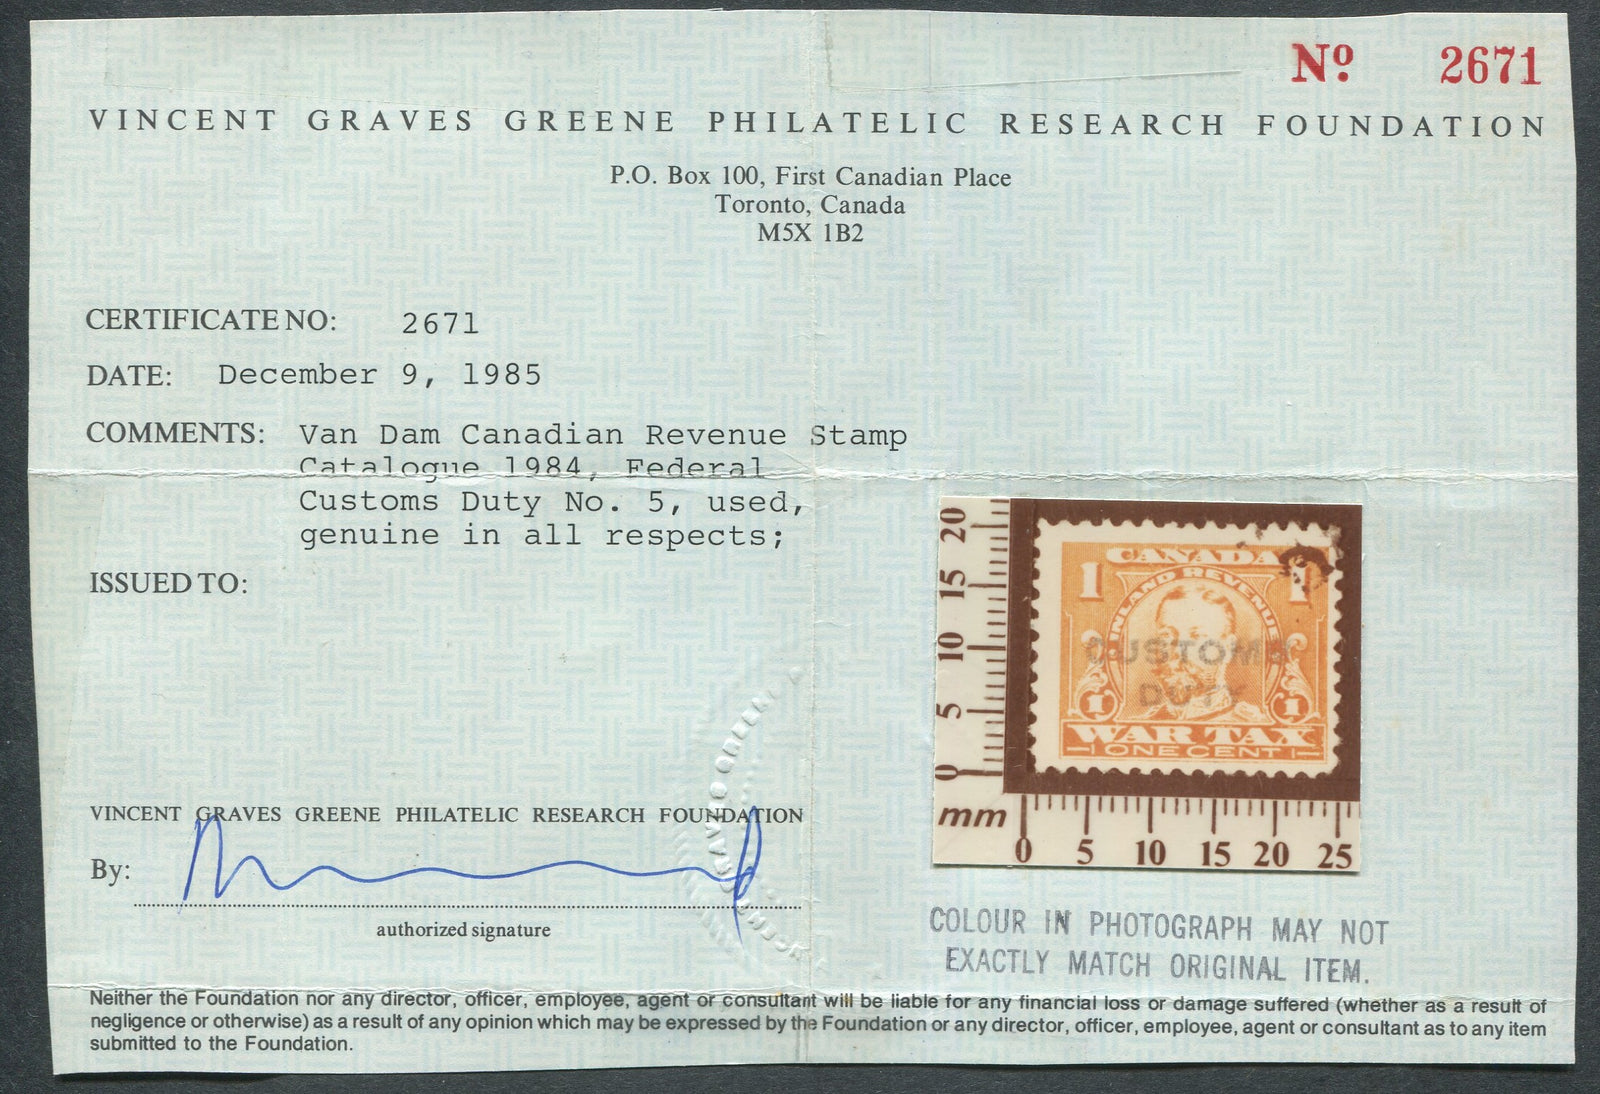 Nº 2671
VINCENT GRAVES GREENE PHILATELIC RESEARCH FOUNDATION
P.O. Box 100, First Canadian Place
Toronto, Canada
M5X 1B2
CERTIFICATE NO: 2671
DATE: December 9, 1985
COMMENTS: Van Dam Canadian Revenue Stamp
Catalogue 1984, Federal
Customs Duty No. 5, used,
genuine in all respects;
ISSUED TO:
VINCENT GRAVES GREENE PHILATELIC RESEARCH FOUNDATION
By:
authorized signature
20
15
10
5
0
mm
0 5 10 15 20 25
CANADA
1 1
INLAND REVENUE
CUSTOMS
DUTY
1 1
WAR TAX
ONE CENT
COLOUR IN PHOTOGRAPH MAY NOT
EXACTLY MATCH ORIGINAL ITEM.
Neither the Foundation nor any director, officer, employee, agent or consultant will be liable for any financial loss or damage suffered (whether as a result of
negligence or otherwise) as a result of any opinion which may be expressed by the Foundation or any director, officer, employee, agent or consultant as to any item
submitted to the Foundation.